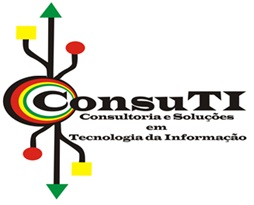 ConsuTI
Consultoria e Soluções
em
Tecnologia da Informação